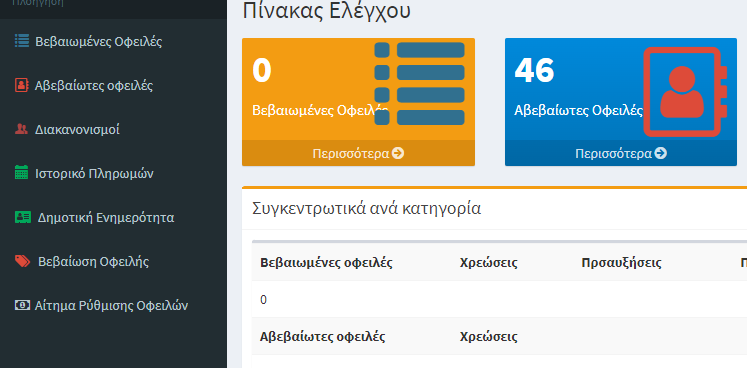 Πλοήγηση
Βεβαιωμένες Οφειλές
Αβεβαίωτες οφειλές
Διακανονισμοί
Ιστορικό Πληρωμών
Δημοτική Ενημερότητα
Βεβαίωση Οφειλής
Αίτημα Ρύθμισης Οφειλών
Πίνακας Ελέγχου
0
Βεβαιωμένες Οφειλές
Περισσότερα
46
Αβεβαίωτες Οφειλές
Περισσότερα
Συγκεντρωτικά ανά κατηγορία
Βεβαιωμένες οφειλές Χρεώσεις Πρσαυξήσεις
0
Αβεβαίωτες οφειλές Χρεώσεις